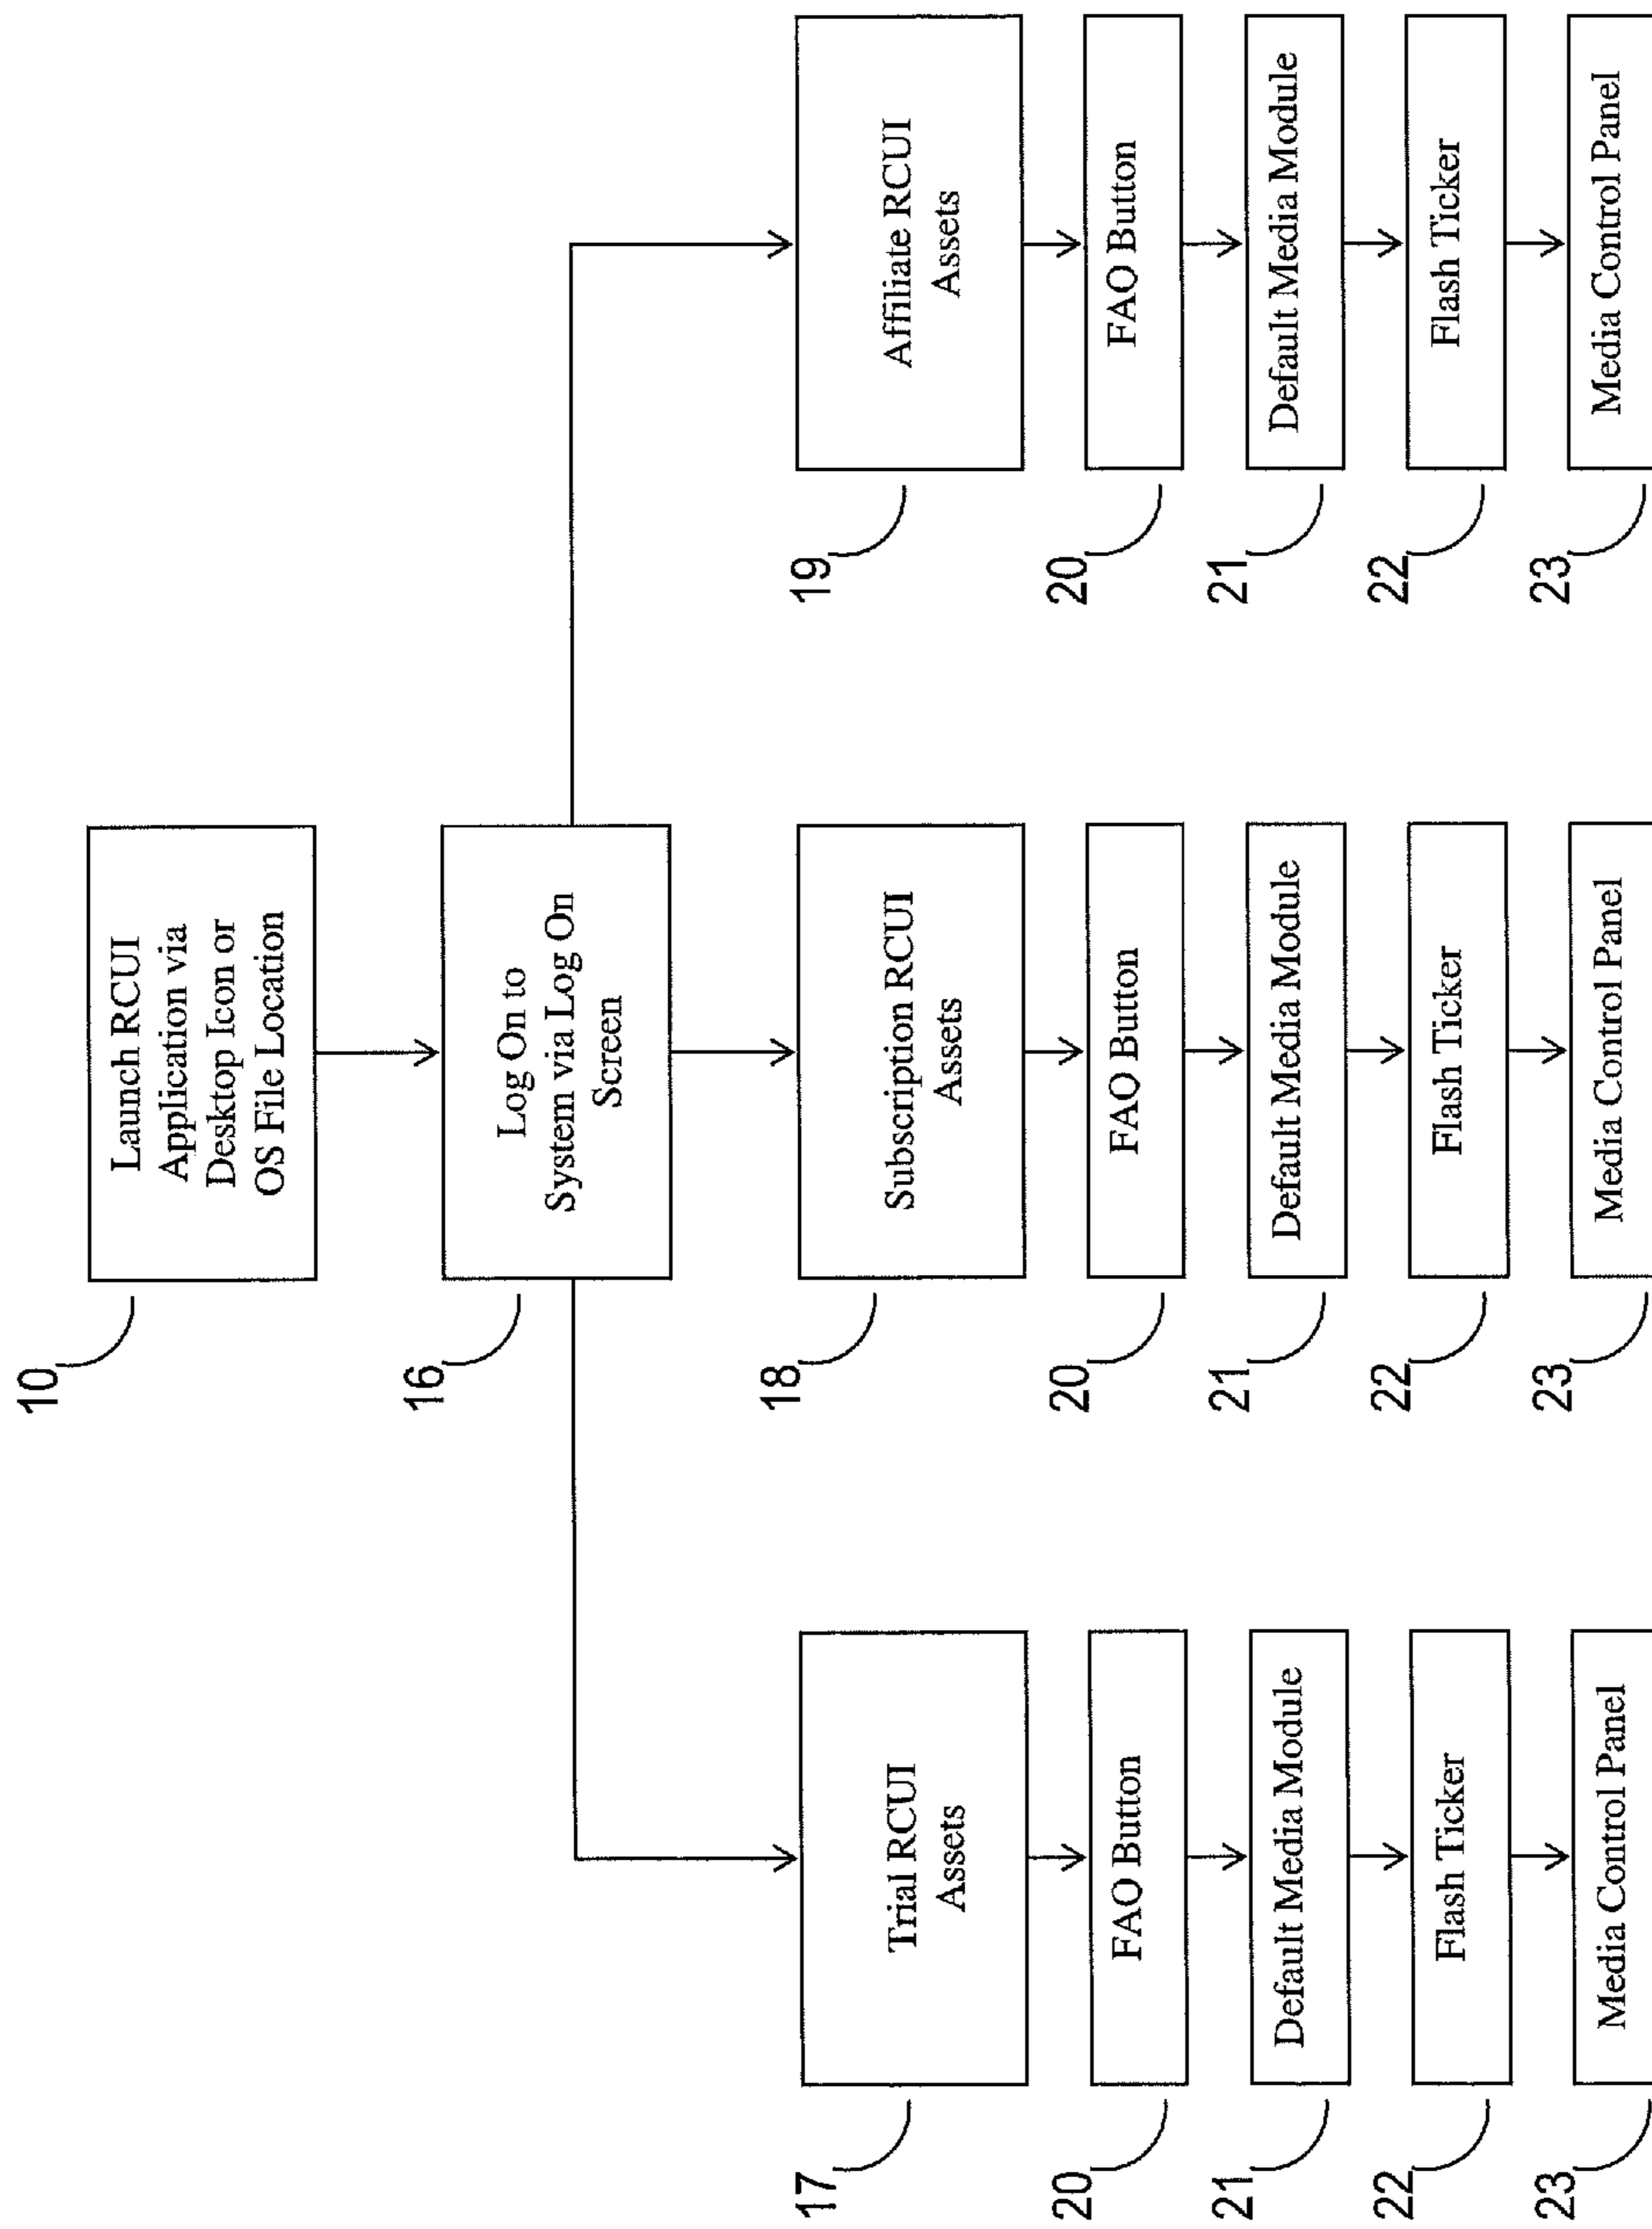 10
Launch RCUI
Application via
Desktop Icon or
OS File Location
16
Log On to
System via Log On
Screen
17
Trial RCUI
Assets
18
Subscription RCUI
Assets
19
Affiliate RCUI
Assets
20
FAO Button
20
FAO Button
20
FAO Button
21
Default Media Module
21
Default Media Module
21
Default Media Module
22
Flash Ticker
22
Flash Ticker
22
Flash Ticker
23
Media Control Panel
23
Media Control Panel
23
Media Control Panel